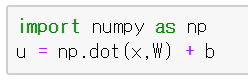 import numpy as np
u = np.dot(x,W) + b